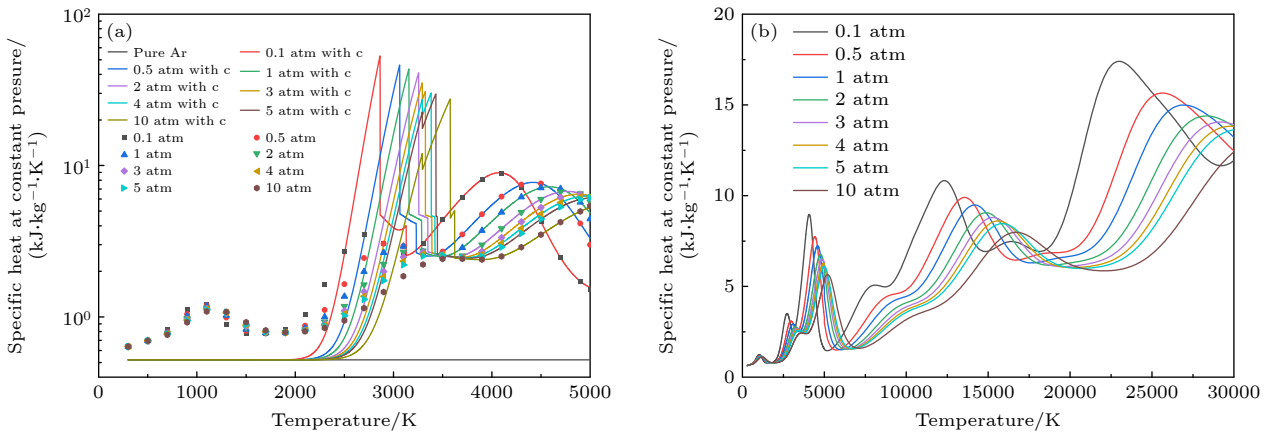 (a)
Pure Ar
0.1 atm with c
0.5 atm with c
1 atm with c
2 atm with c
3 atm with c
4 atm with c
5 atm with c
10 atm with c
0.1 atm
0.5 atm
1 atm
2 atm
3 atm
4 atm
5 atm
10 atm
10²
10¹
10⁰
0
1000
2000
3000
4000
5000
Specific heat at constant presure/
(kJ·kg⁻¹·K⁻¹)
Temperature/K
(b)
0.1 atm
0.5 atm
1 atm
2 atm
3 atm
4 atm
5 atm
10 atm
20
15
10
5
0
5000
10000
15000
20000
25000
30000
Specific heat at constant presure/
(kJ·kg⁻¹·K⁻¹)
Temperature/K